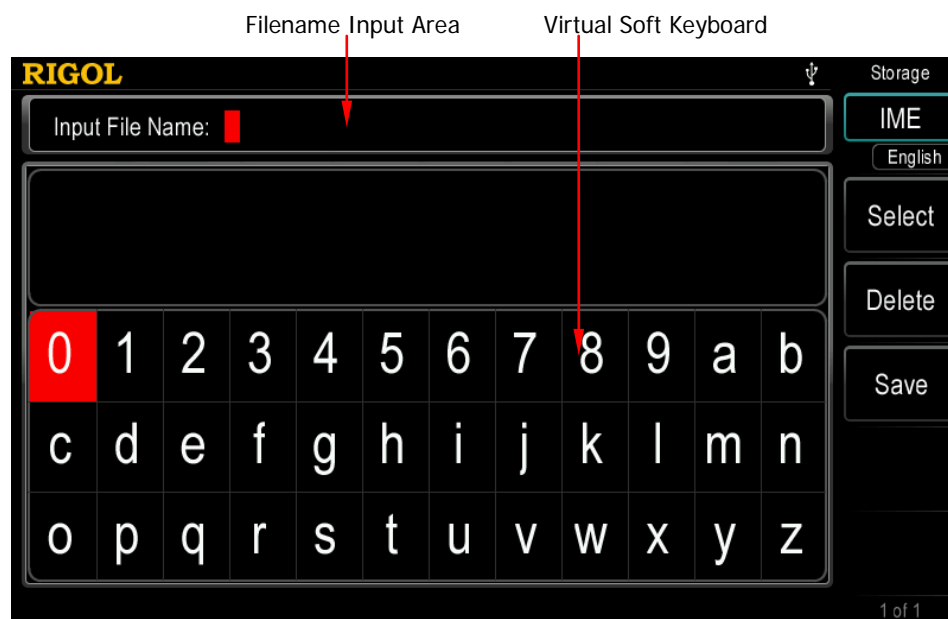 Filename Input Area Virtual Soft Keyboard
RIGOL Storage
Input File Name: IME
English
Select
Delete
0 1 2 3 4 5 6 7 8 9 a b
Save
c d e f g h i j k l m n
o p q r s t u v w x y z
1 of 1